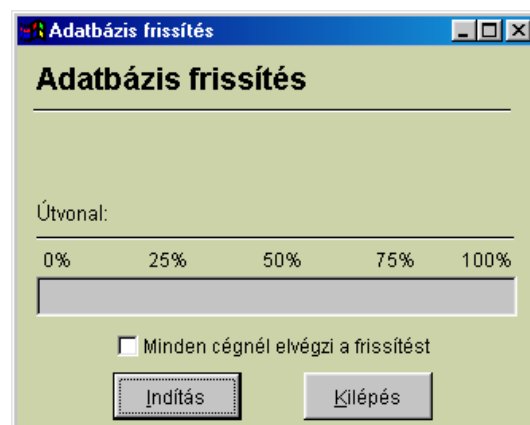 Adatbázis frissítés
Adatbázis frissítés
Útvonal:
0% 25% 50% 75% 100%
Minden cégnél elvégzi a frissítést
Indítás Kilépés